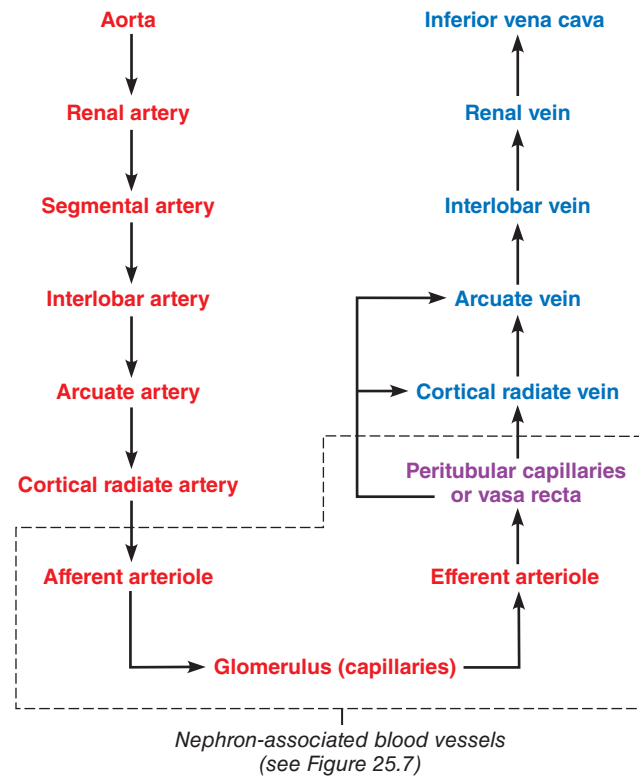 Aorta
Renal artery
Segmental artery
Interlobar artery
Arcuate artery
Cortical radiate artery
Afferent arteriole
Glomerulus (capillaries)
Efferent arteriole
Peritubular capillaries
or vasa recta
Cortical radiate vein
Arcuate vein
Interlobar vein
Renal vein
Inferior vena cava
Nephron-associated blood vessels
(see Figure 25.7)